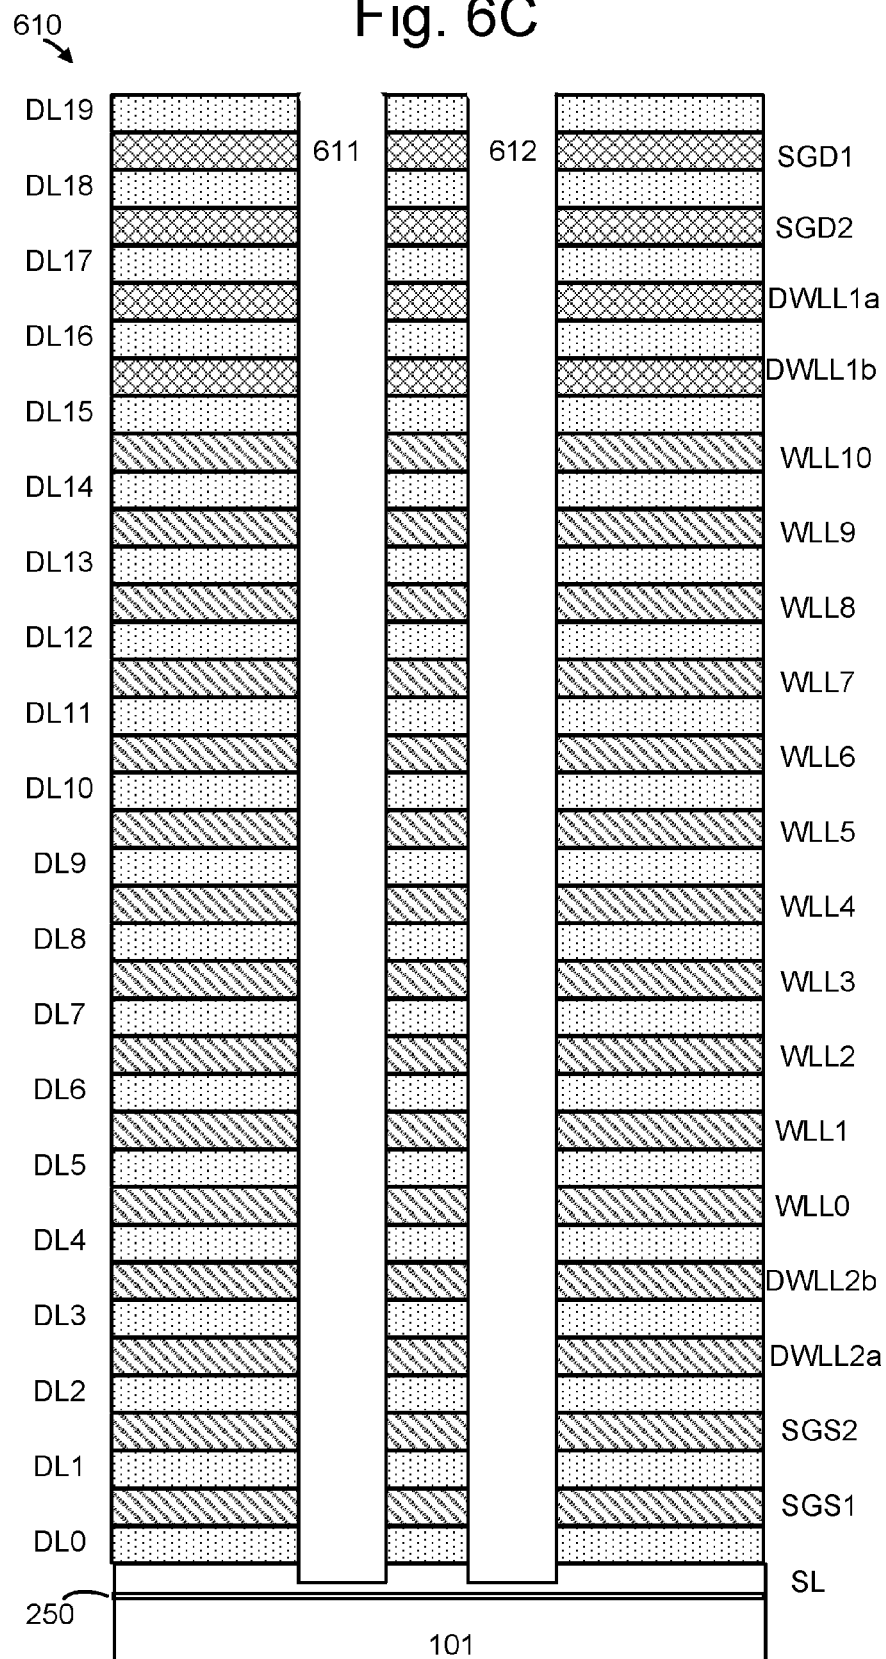 Fig. 6C
610
DL19
611 612
SGD1
DL18
SGD2
DL17
DWLL1a
DL16
DWLL1b
DL15
WLL10
DL14
WLL9
DL13
WLL8
DL12
WLL7
DL11
WLL6
DL10
WLL5
DL9
WLL4
DL8
WLL3
DL7
WLL2
DL6
WLL1
DL5
WLL0
DL4
DWLL2b
DL3
DWLL2a
DL2
SGS2
DL1
SGS1
DL0
SL
250
101